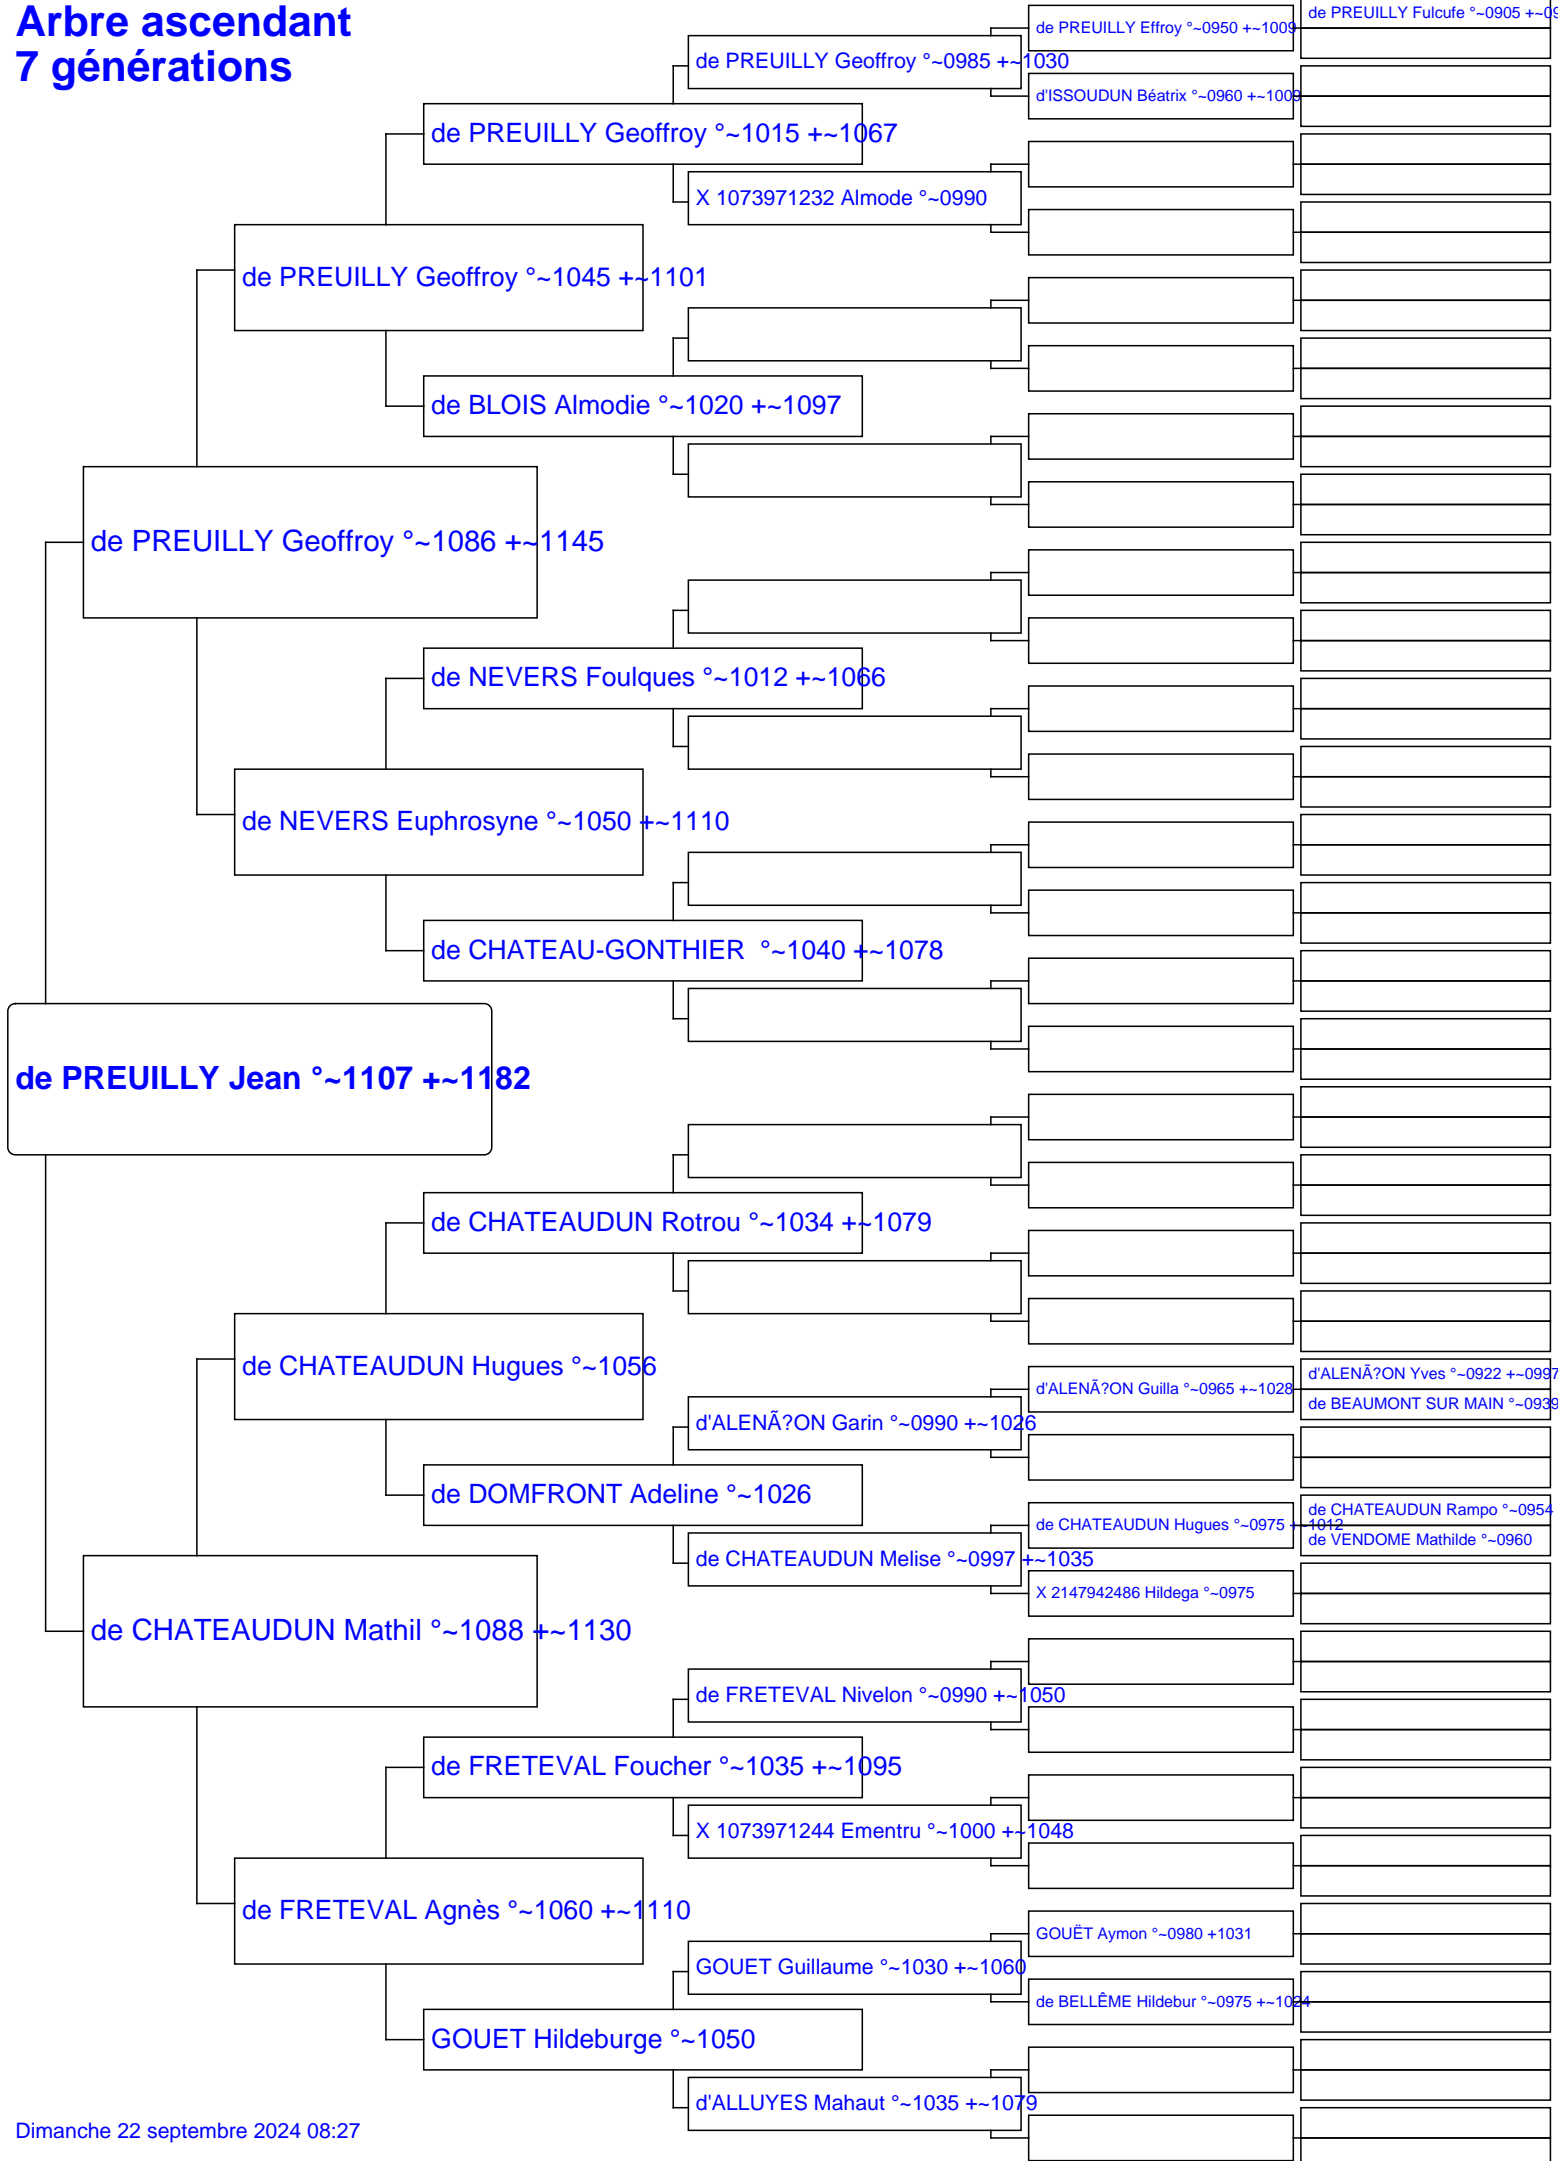 Arbre ascendant
7 générations
de PREUILLY Fulcufe °~0905 +~09
de PREUILLY Effroy °~0950 +~1009
de PREUILLY Geoffroy °~0985 +~1030
d'ISSOUDUN Béatrix °~0960 +~1009
de PREUILLY Geoffroy °~1015 +~1067
X 1073971232 Almode °~0990
de PREUILLY Geoffroy °~1045 +~1101
de BLOIS Almodie °~1020 +~1097
de PREUILLY Geoffroy °~1086 +~1145
de NEVERS Foulques °~1012 +~1066
de NEVERS Euphrosyne °~1050 +~1110
de CHATEAU-GONTHIER °~1040 +~1078
de PREUILLY Jean °~1107 +~1182
de CHATEAUDUN Rotrou °~1034 +~1079
de CHATEAUDUN Hugues °~1056
d'ALENÃ?ON Yves °~0922 +~0997
d'ALENÃ?ON Guilla °~0965 +~1028
de BEAUMONT SUR MAIN °~0939
d'ALENÃ?ON Garin °~0990 +~1026
de DOMFRONT Adeline °~1026
de CHATEAUDUN Rampo °~0954
de CHATEAUDUN Hugues °~0975 +~1012
de VENDOME Mathilde °~0960
de CHATEAUDUN Melise °~0997 +~1035
X 2147942486 Hildega °~0975
de CHATEAUDUN Mathil °~1088 +~1130
de FRETEVAL Nivelon °~0990 +~1050
de FRETEVAL Foucher °~1035 +~1095
X 1073971244 Ementru °~1000 +~1048
de FRETEVAL Agnès °~1060 +~1110
GOUËT Aymon °~0980 +1031
GOUET Guillaume °~1030 +~1060
de BELLÊME Hildebur °~0975 +~1024
GOUET Hildeburge °~1050
d'ALLUYES Mahaut °~1035 +~1079
Dimanche 22 septembre 2024 08:27